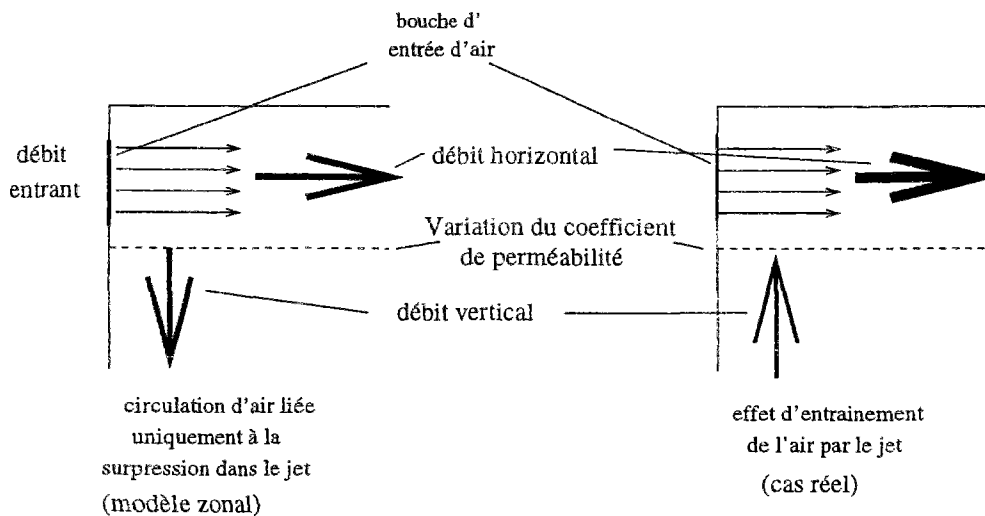 bouche d'
entrée d'air
débit
entrant
débit horizontal
Variation du coefficient
de perméabilité
débit vertical
circulation d'air liée
uniquement à la
surpression dans le jet
(modèle zonal)
effet d'entrainement
de l'air par le jet
(cas réel)